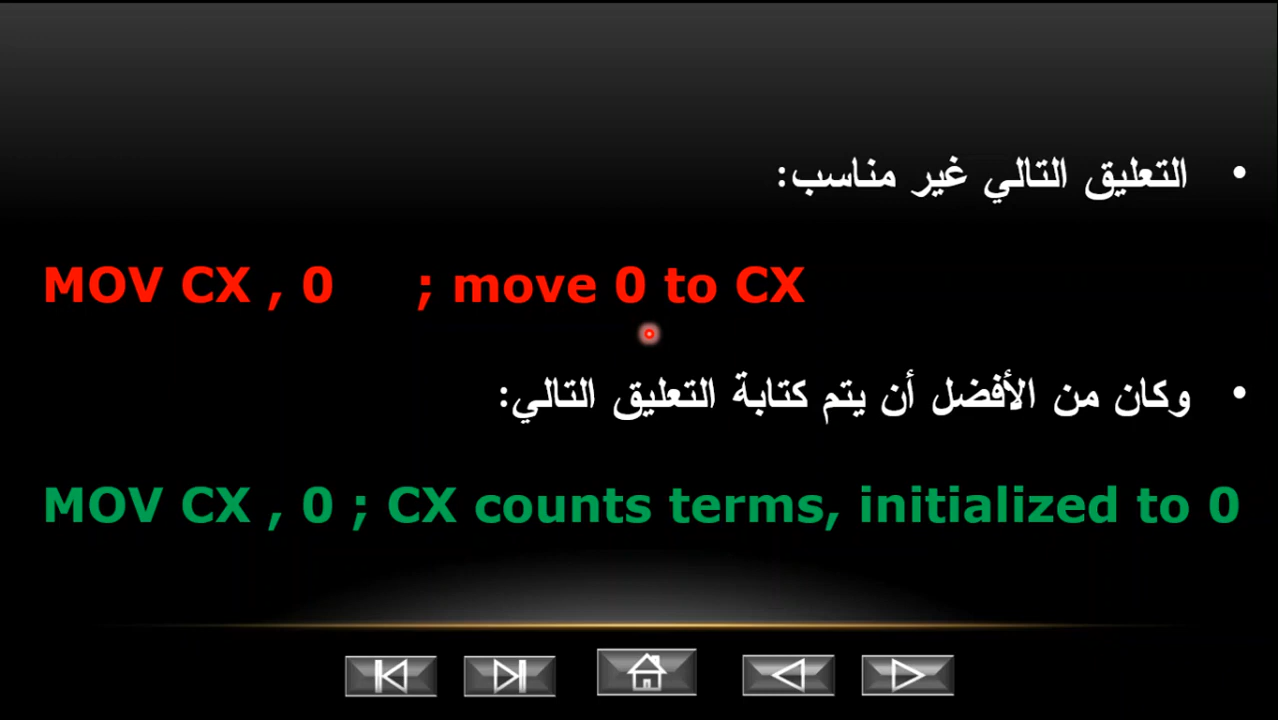 • التعليق التالي غير مناسب:
MOV CX , 0 ; move 0 to CX
• وكان من الأفضل أن يتم كتابة التعليق التالي:
MOV CX , 0 ; CX counts terms, initialized to 0